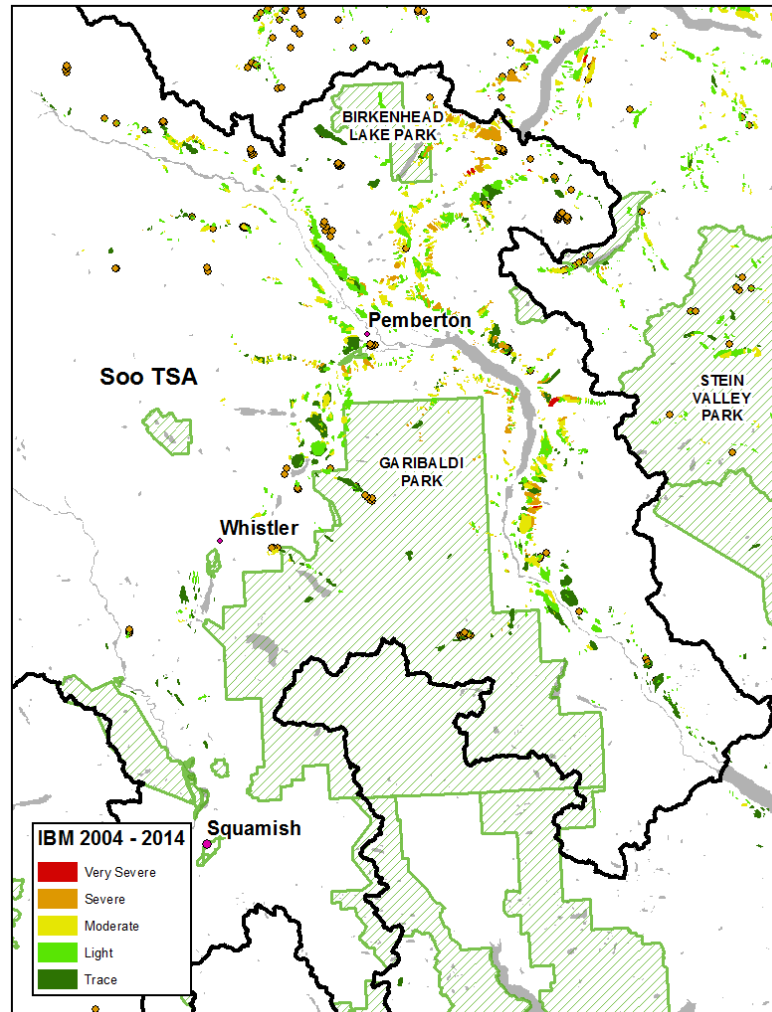 BIRKENHEAD
LAKE PARK
Pemberton
Soo TSA
STEIN
VALLEY
PARK
GARIBALDI
PARK
Whistler
Squamish
IBM 2004 - 2014
Very Severe
Severe
Moderate
Light
Trace